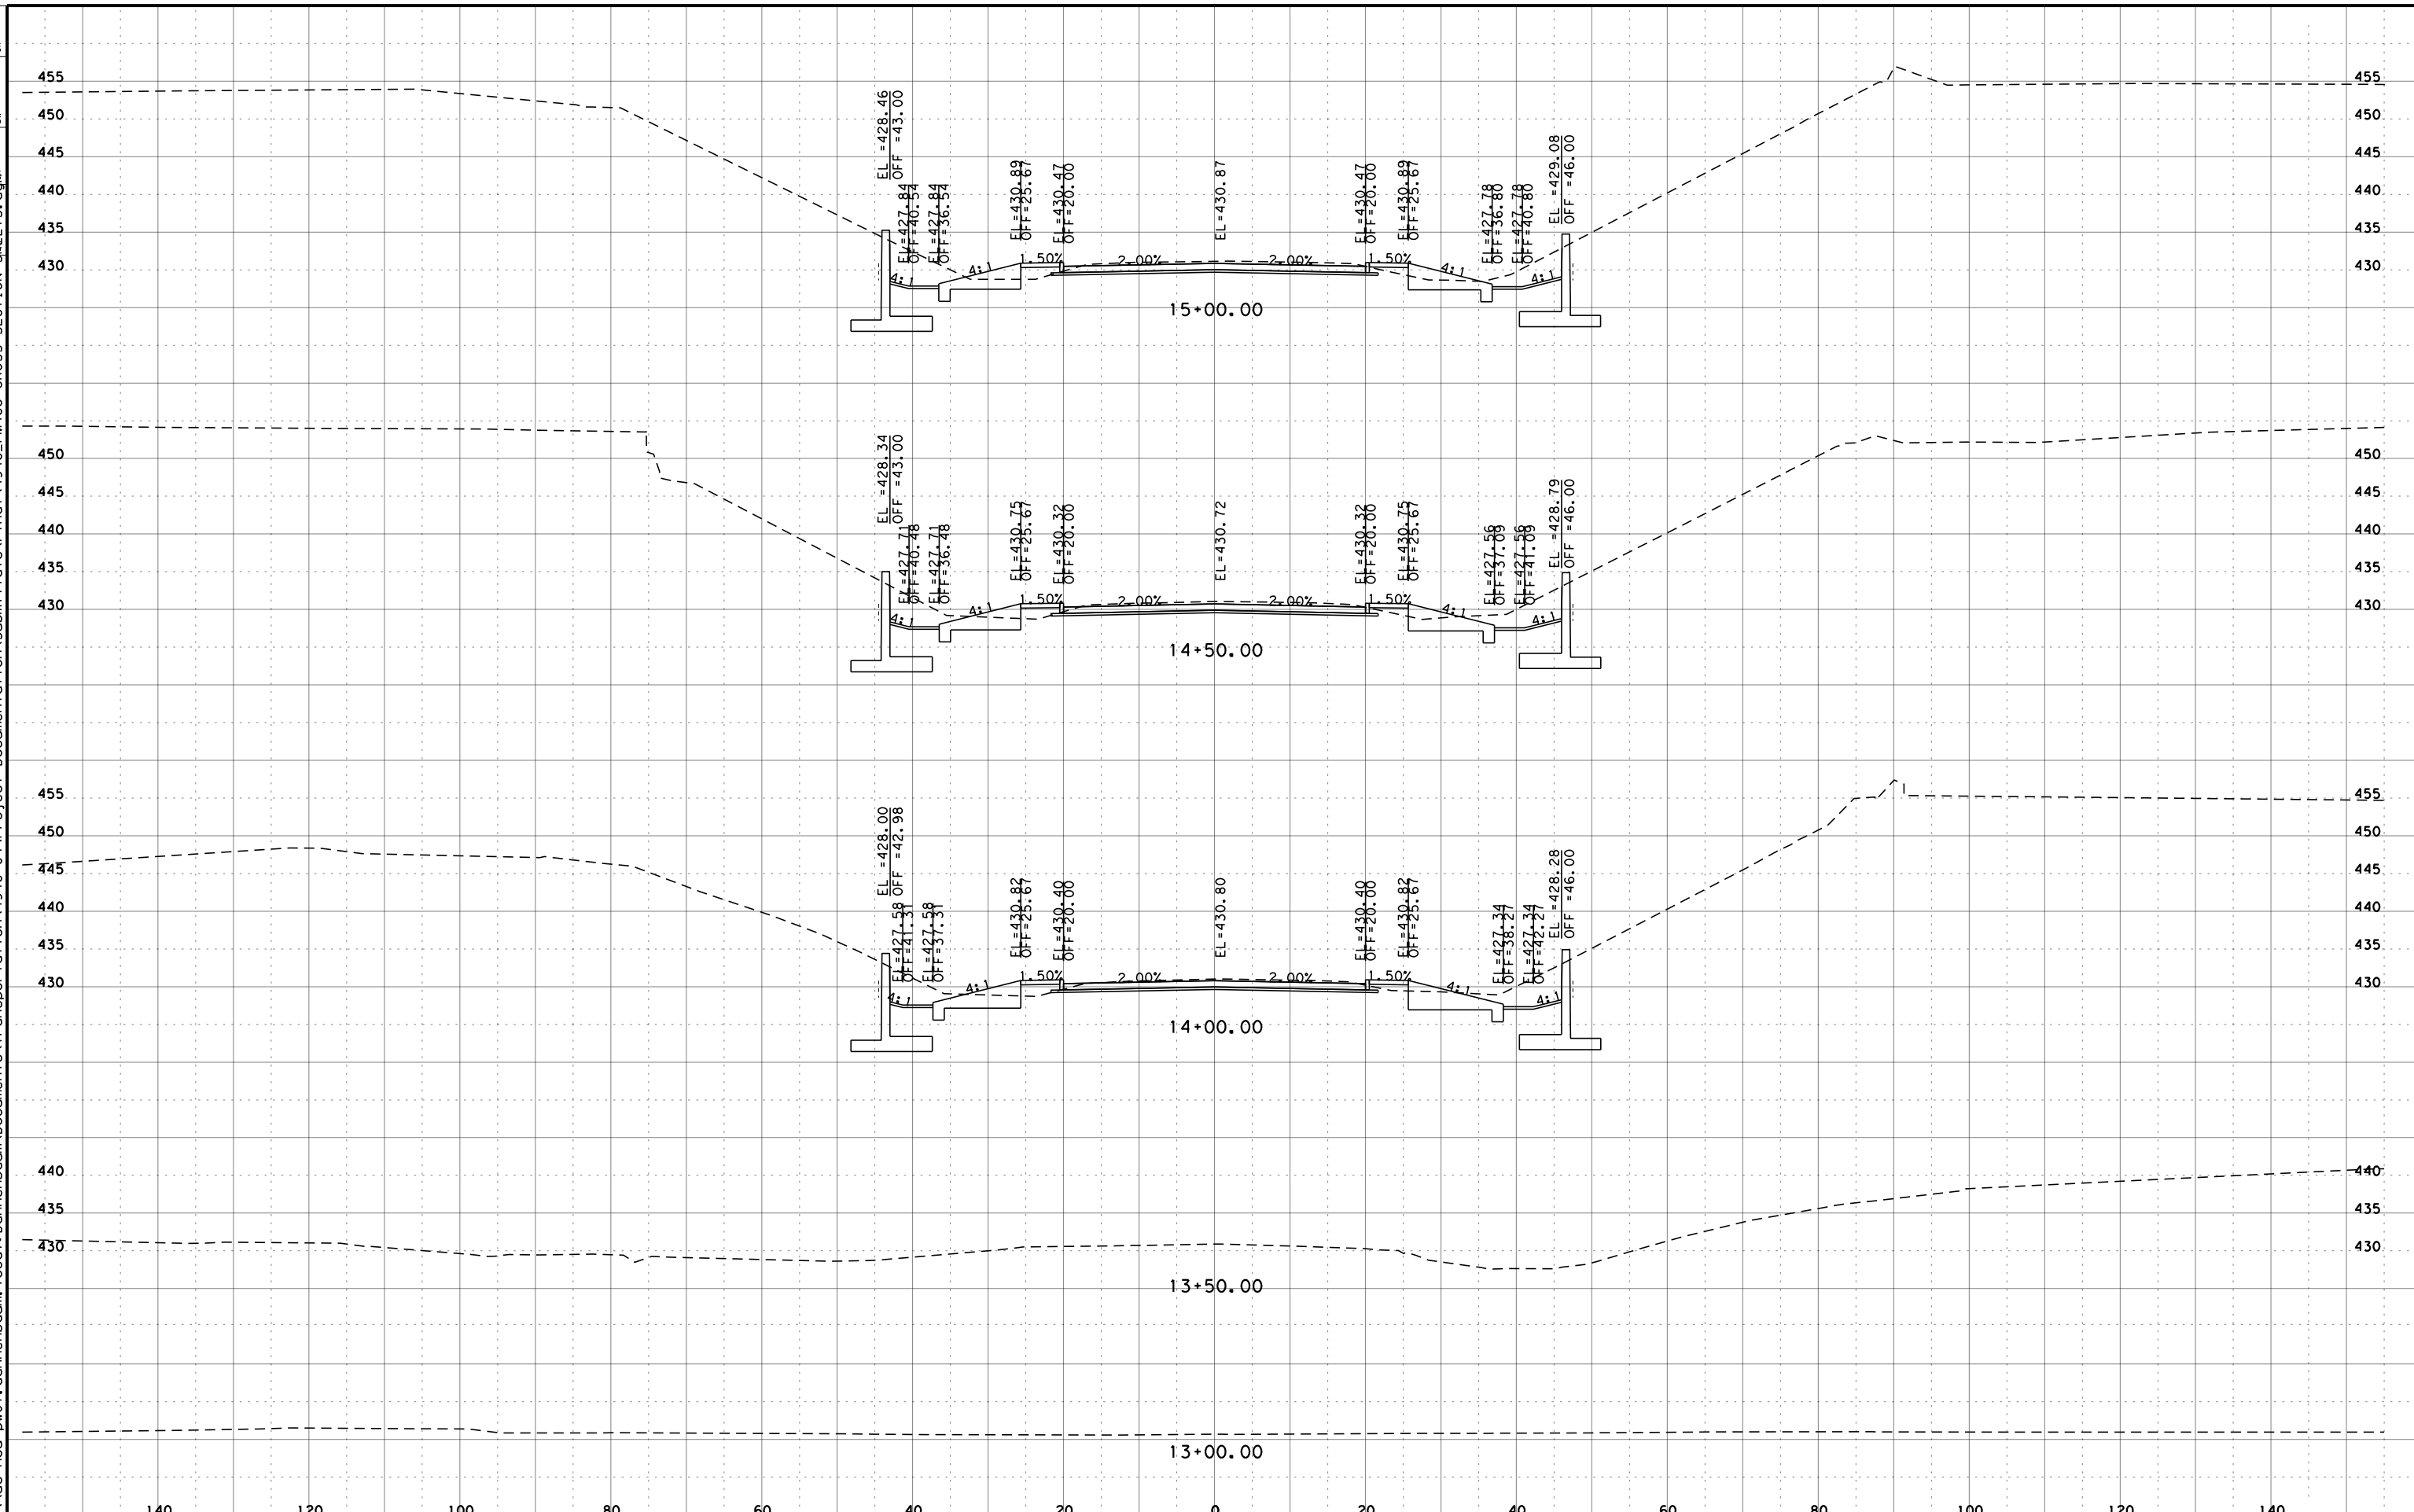 455 455
450 450
445 445
440 440
435 435
430 430
EL =428.46
OFF =43.00
EL=427.84
OFF=40.54
EL=427.84
OFF=36.54
EL=430.89
OFF=25.67
EL=430.47
OFF=20.00
EL=430.87
EL=430.47
OFF=20.00
EL=430.89
OFF=25.67
EL=427.78
OFF=36.80
EL=427.78
OFF=40.80
EL =429.08
OFF =46.00
4:1 4:1 1.50% 2.00% 2.00% 1.50% 4:1 4:1
15+00.00
450 450
445 445
440 440
435 435
430 430
EL =428.34
OFF =43.00
EL=427.71
OFF=40.48
EL=427.71
OFF=36.48
EL=430.75
OFF=25.67
EL=430.32
OFF=20.00
EL=430.72
EL=430.32
OFF=20.00
EL=430.75
OFF=25.67
EL=427.56
OFF=37.09
EL=427.56
OFF=41.09
EL =428.79
OFF =46.00
4:1 4:1 1.50% 2.00% 2.00% 1.50% 4:1 4:1
14+50.00
455 455
450 450
445 445
440 440
435 435
430 430
EL =428.00
OFF =42.98
EL=427.58
OFF=41.31
EL=427.58
OFF=37.31
EL=430.82
OFF=25.67
EL=430.40
OFF=20.00
EL=430.80
EL=430.40
OFF=20.00
EL=430.82
OFF=25.67
EL=427.34
OFF=38.27
EL=427.34
OFF=42.27
EL =428.28
OFF =46.00
4:1 4:1 1.50% 2.00% 2.00% 1.50% 4:1 4:1
14+00.00
440 440
435 435
430 430
13+50.00
13+00.00
140 120 100 80 60 40 20 0 20 40 60 80 100 120 140